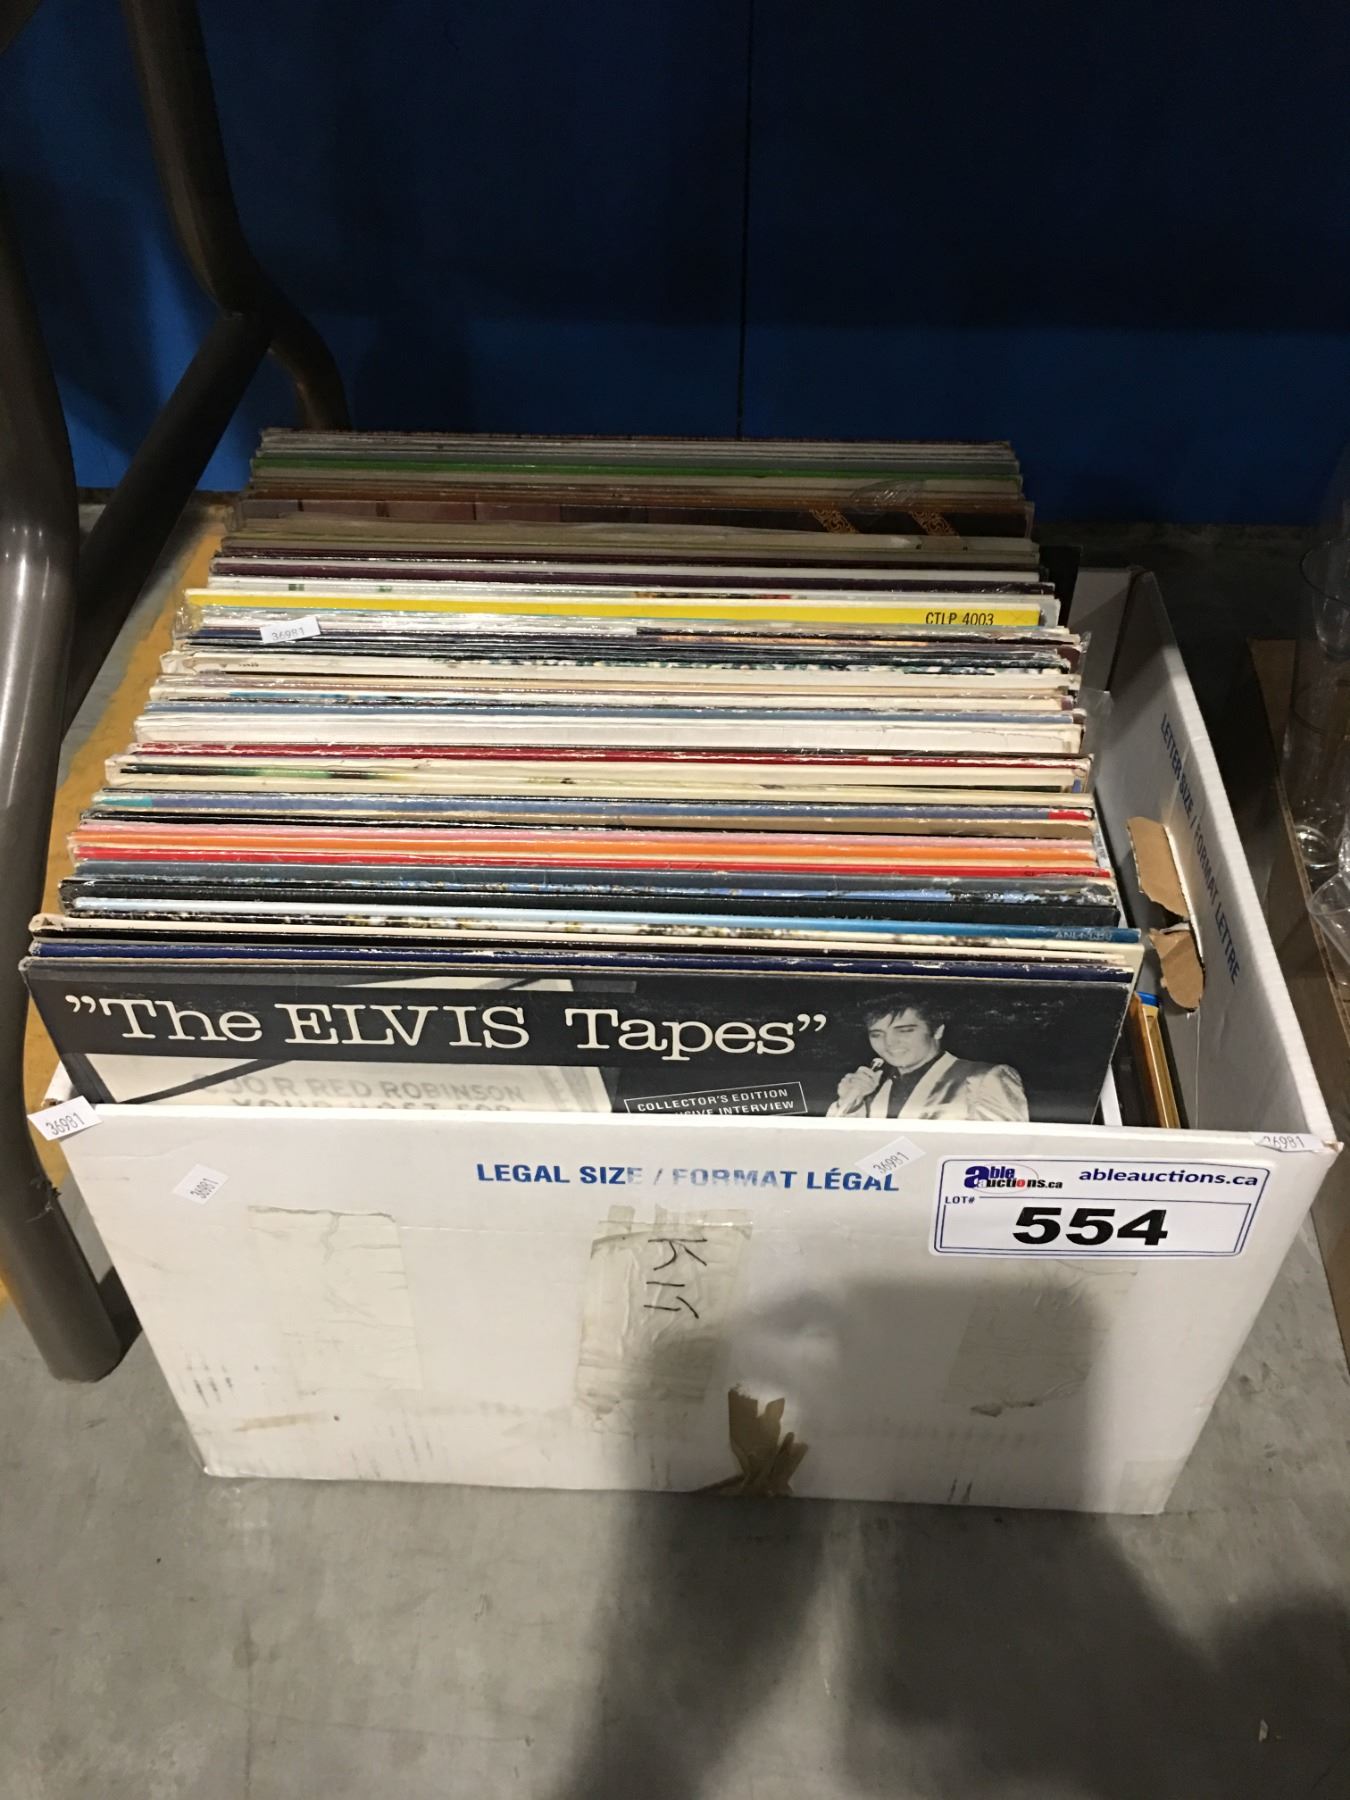 CTLP 4003
36981
LETTER SIZE / FORMAT LETTRE
"The ELVIS Tapes"
RED ROBINSON
COLLECTOR'S EDITION
INTERVIEW
36981
36981
36981
36981
LEGAL SIZE / FORMAT LÉGAL
able auctions.ca
ableauctions.ca
LOT#
554